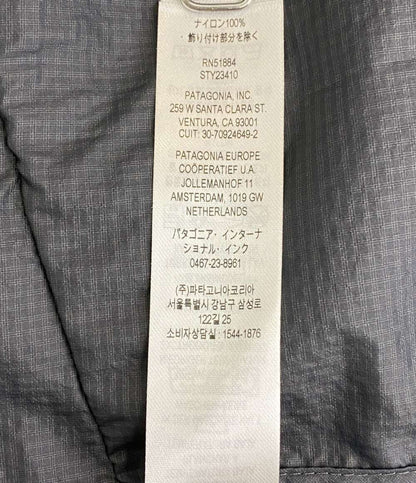 ナイロン100%
・飾り付け部分を除く
RN51884
STY23410
PATAGONIA, INC.
259 W SANTA CLARA ST.
VENTURA, CA 93001
CUIT: 30-70924649-2
PATAGONIA EUROPE
COÖPERATIEF U.A.
JOLLEMANHOF 11
AMSTERDAM, 1019 GW
NETHERLANDS
パタゴニア・インターナ
ショナル・インク
0467-23-8961
(주)파타고니아코리아
서울특별시 강남구 삼성로
122길 25
소비자상담실 : 1544-1876